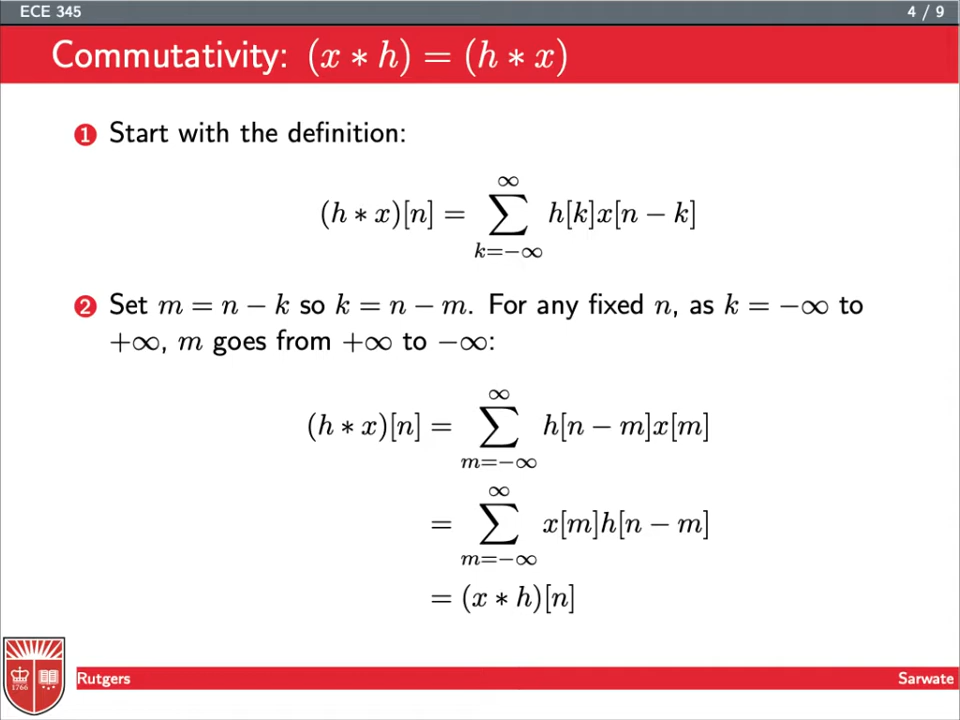 ECE 345
4 / 9
Commutativity: (x ∗ h) = (h ∗ x)
1 Start with the definition:
(h ∗ x)[n] = ∑_{k=−∞}^{∞} h[k]x[n − k]
2 Set m = n − k so k = n − m. For any fixed n, as k = −∞ to
+∞, m goes from +∞ to −∞:
(h ∗ x)[n] = ∑_{m=−∞}^{∞} h[n − m]x[m]
= ∑_{m=−∞}^{∞} x[m]h[n − m]
= (x ∗ h)[n]
1766
Rutgers
Sarwate